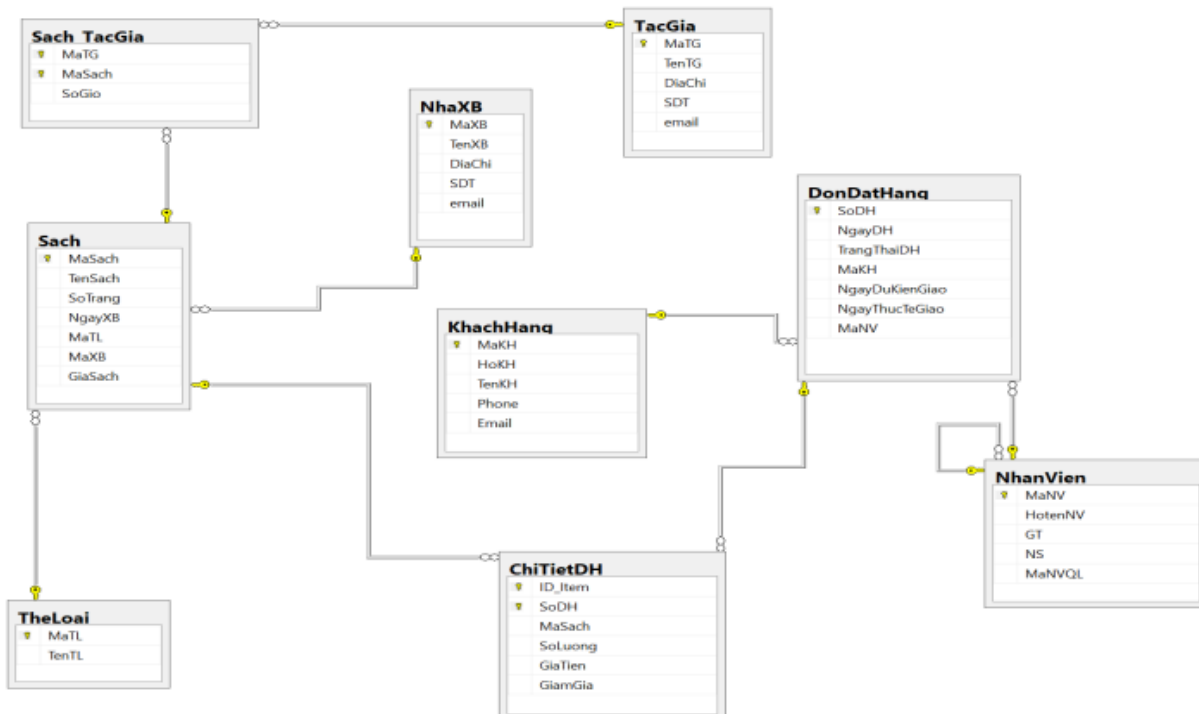 Sach_TacGia
MaTG
MaSach
SoGio
TacGia
MaTG
TenTG
DiaChi
SDT
email
NhaXB
MaXB
TenXB
DiaChi
SDT
email
DonDatHang
SoDH
NgayDH
TrangThaiDH
MaKH
NgayDuKienGiao
NgayThucTeGiao
MaNV
Sach
MaSach
TenSach
SoTrang
NgayXB
MaTL
MaXB
GiaSach
KhachHang
MaKH
HoKH
TenKH
Phone
Email
NhanVien
MaNV
HotenNV
GT
NS
MaNVQL
ChiTietDH
ID_Item
SoDH
MaSach
SoLuong
GiaTien
GiamGia
TheLoai
MaTL
TenTL